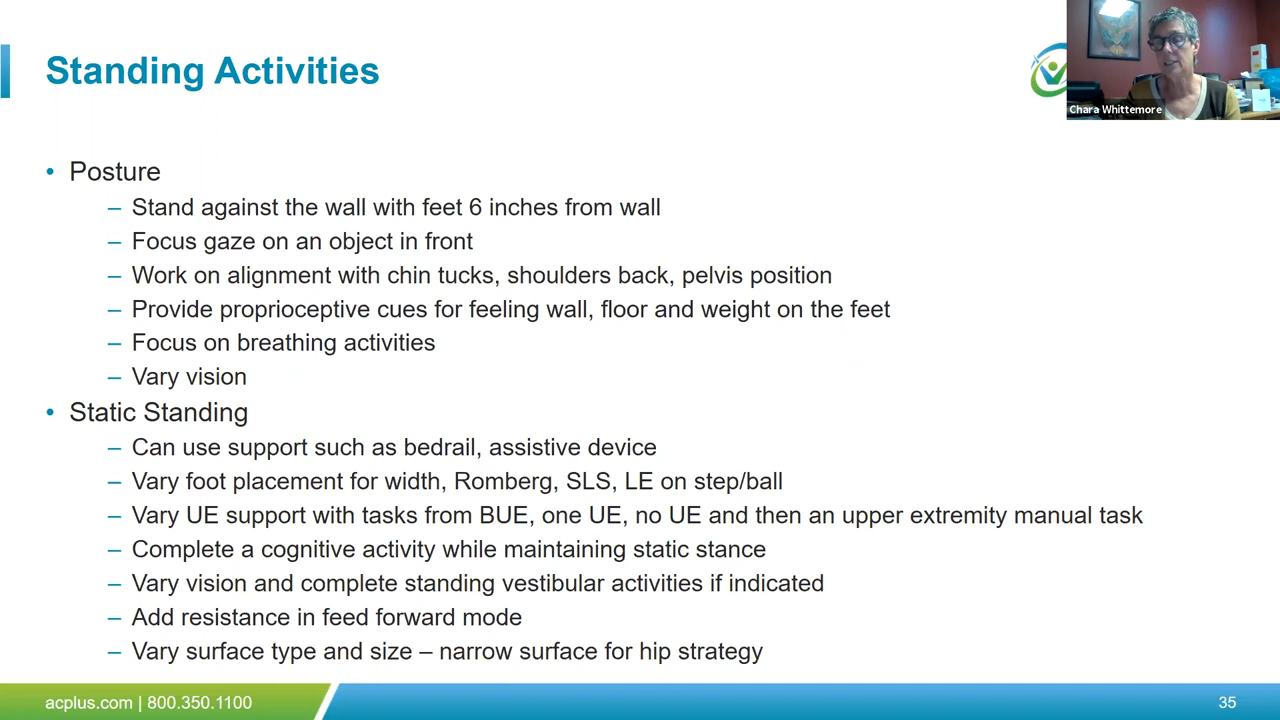 Standing Activities
Chara Whittemore
• Posture
– Stand against the wall with feet 6 inches from wall
– Focus gaze on an object in front
– Work on alignment with chin tucks, shoulders back, pelvis position
– Provide proprioceptive cues for feeling wall, floor and weight on the feet
– Focus on breathing activities
– Vary vision
• Static Standing
– Can use support such as bedrail, assistive device
– Vary foot placement for width, Romberg, SLS, LE on step/ball
– Vary UE support with tasks from BUE, one UE, no UE and then an upper extremity manual task
– Complete a cognitive activity while maintaining static stance
– Vary vision and complete standing vestibular activities if indicated
– Add resistance in feed forward mode
– Vary surface type and size – narrow surface for hip strategy
acplus.com | 800.350.1100
35